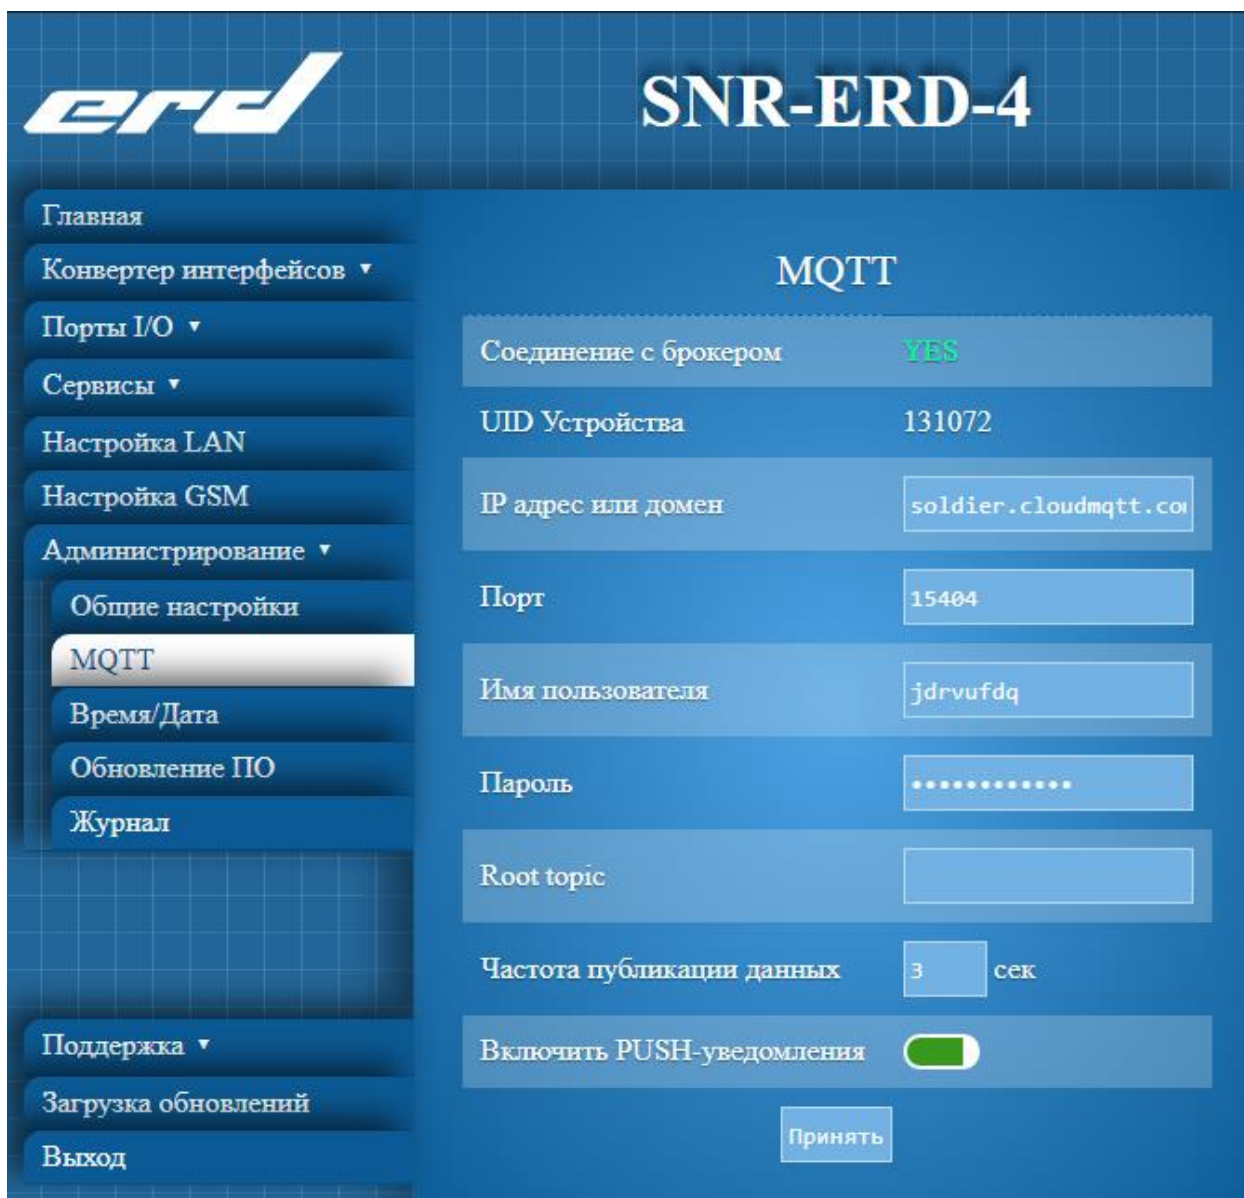 erd
SNR-ERD-4
Главная
Конвертер интерфейсов ▼
Порты I/O ▼
Сервисы ▼
Настройка LAN
Настройка GSM
Администрирование ▼
Общие настройки
MQTT
Время/Дата
Обновление ПО
Журнал
Поддержка ▼
Загрузка обновлений
Выход
MQTT
Соединение с брокером YES
UID Устройства 131072
IP адрес или домен soldier.cloudmqtt.co
Порт 15404
Имя пользователя jdrvufdq
Пароль ••••••••••••
Root topic
Частота публикации данных 3 сек
Включить PUSH-уведомления
Принять